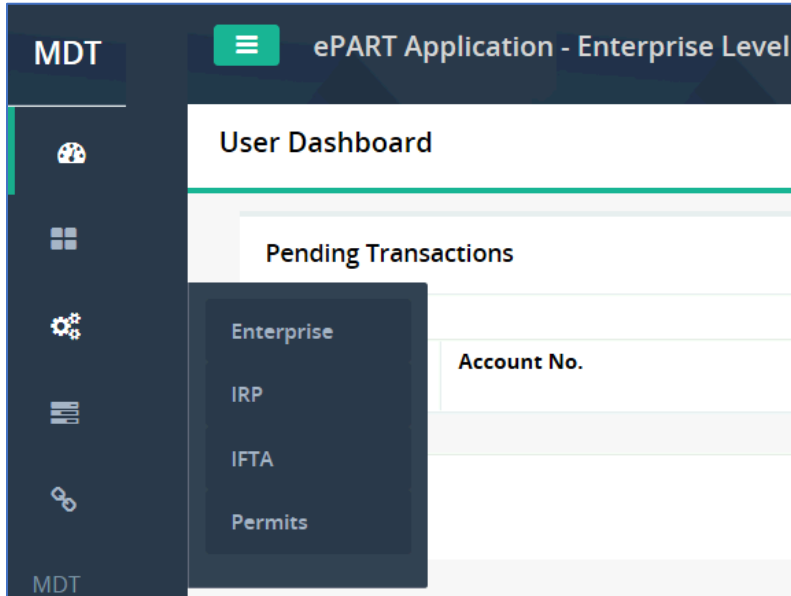 MDT
ePART Application - Enterprise Level
User Dashboard
Pending Transactions
Enterprise
Account No.
IRP
IFTA
Permits
MDT